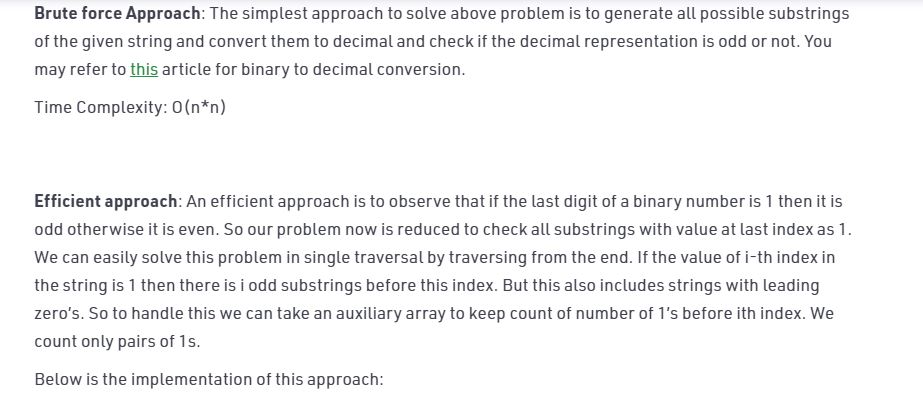 Brute force Approach: The simplest approach to solve above problem is to generate all possible substrings
of the given string and convert them to decimal and check if the decimal representation is odd or not. You
may refer to this article for binary to decimal conversion.
Time Complexity: O(n*n)
Efficient approach: An efficient approach is to observe that if the last digit of a binary number is 1 then it is
odd otherwise it is even. So our problem now is reduced to check all substrings with value at last index as 1.
We can easily solve this problem in single traversal by traversing from the end. If the value of i-th index in
the string is 1 then there is i odd substrings before this index. But this also includes strings with leading
zero's. So to handle this we can take an auxiliary array to keep count of number of 1's before ith index. We
count only pairs of 1s.
Below is the implementation of this approach: